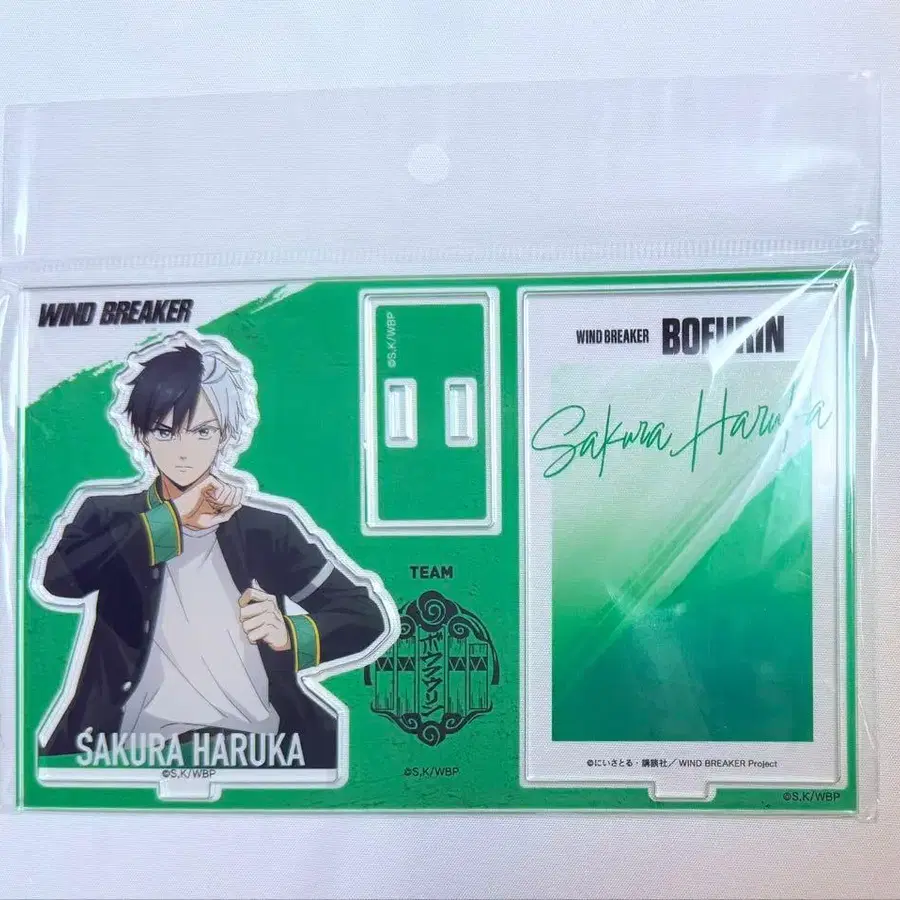 WIND BREAKER
SAKURA HARUKA
©S,K/WBP
©S,K/WBP
TEAM
ボウフウリン
©S,K/WBP
WIND BREAKER BOFURIN
Sakura Haruka
©にいさとる・講談社／WIND BREAKER Project
©S,K/WBP